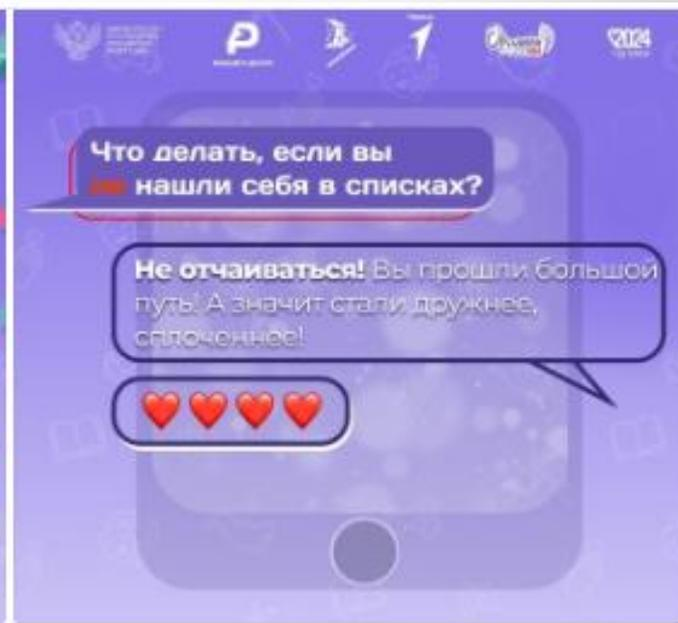 2024
Что делать, если вы
не нашли себя в списках?
Не отчаиваться! Вы прошли большой
путь! А значит стали дружнее,
сплоченнее!